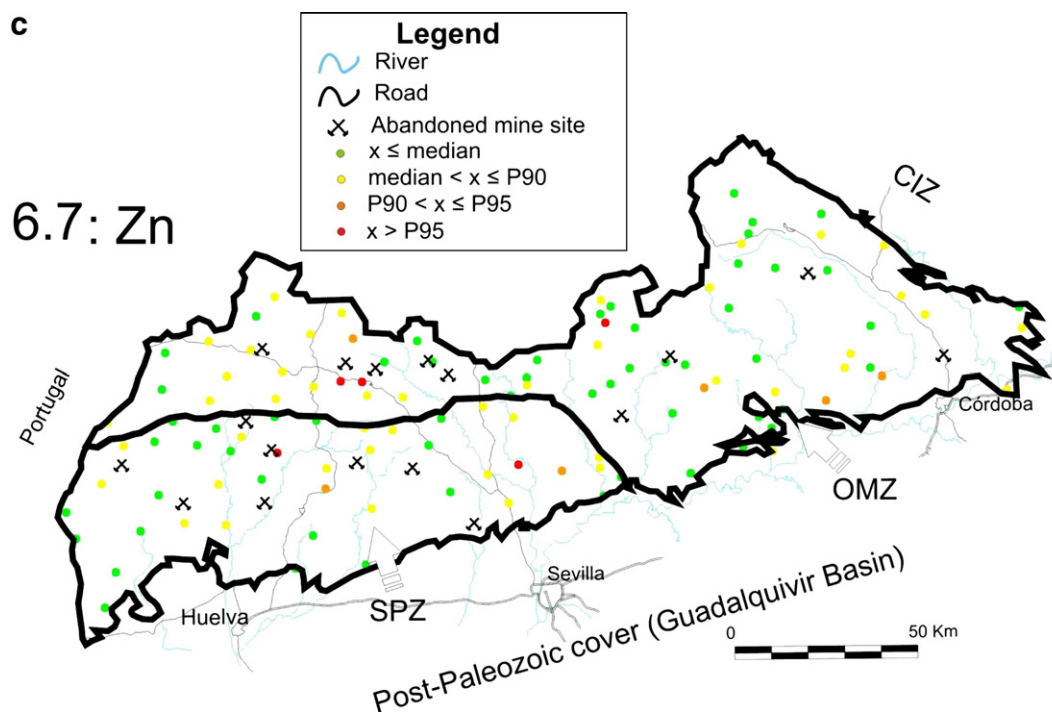 c
Legend
River
Road
Abandoned mine site
x ≤ median
median < x ≤ P90
P90 < x ≤ P95
x > P95
6.7: Zn
CIZ
Portugal
Córdoba
OMZ
Sevilla
Huelva
SPZ
Post-Paleozoic cover (Guadalquivir Basin)
0 50 Km